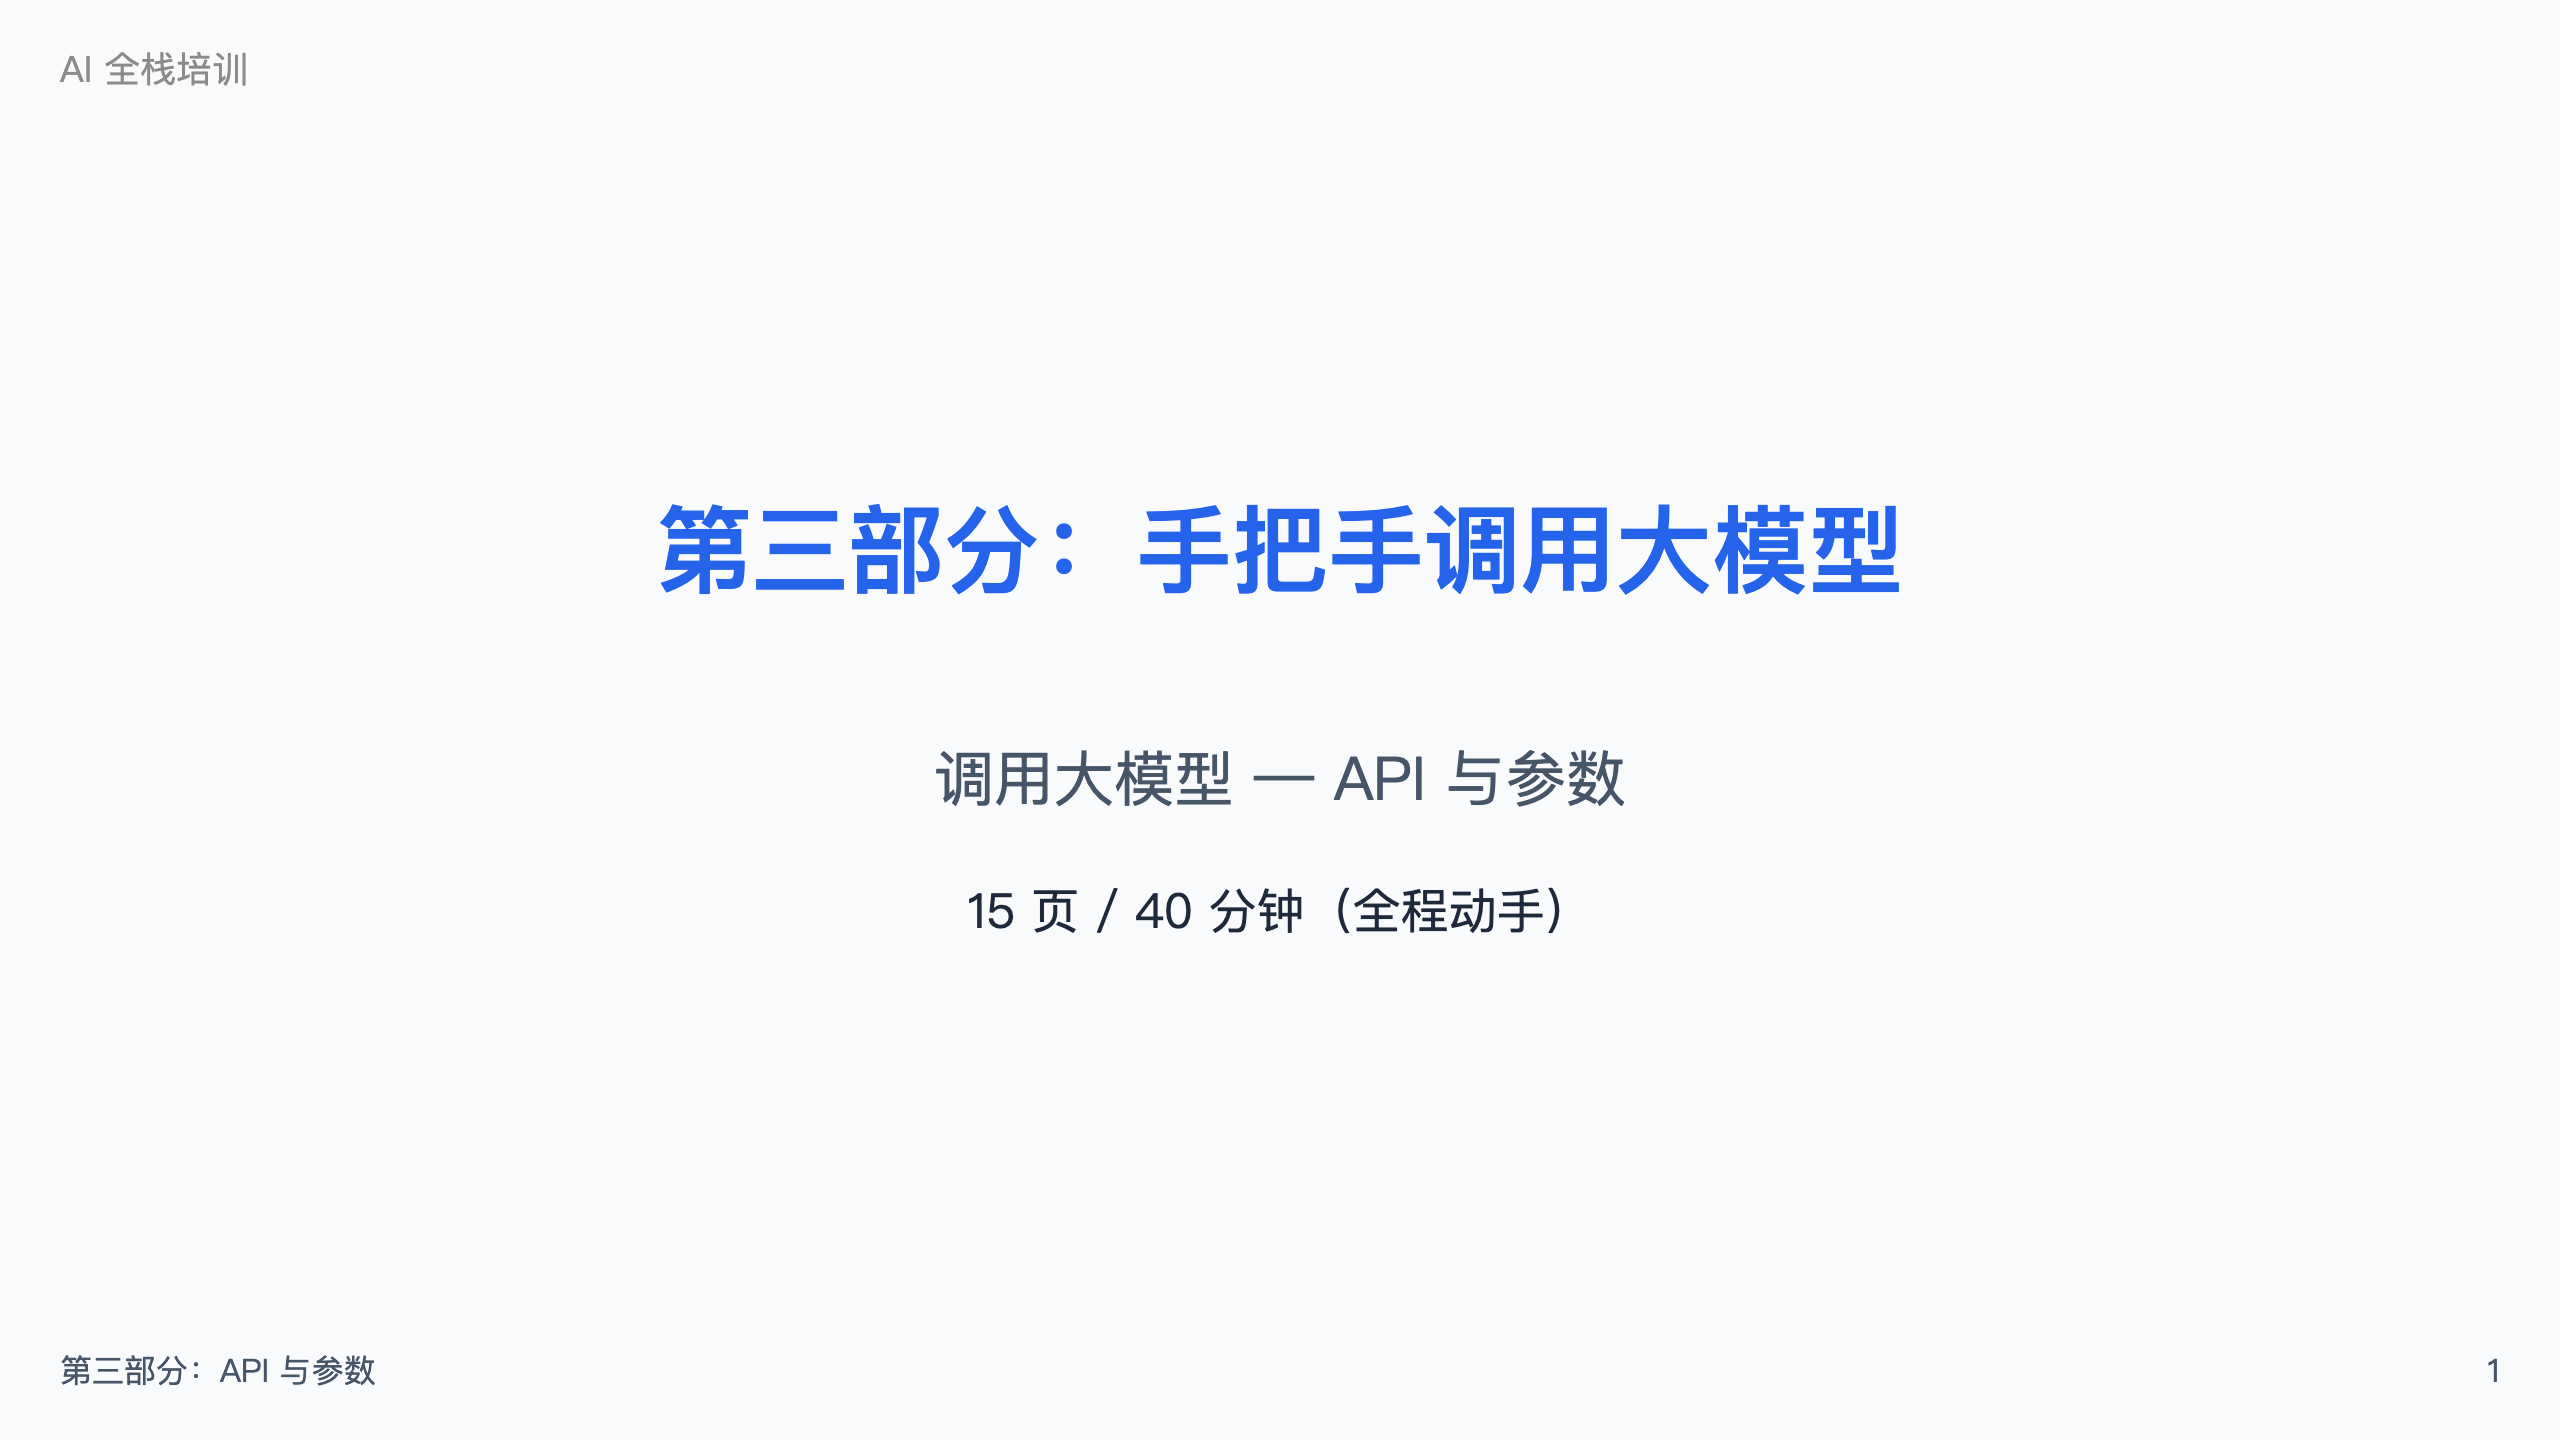 AI 全栈培训
第三部分：手把手调用大模型
调用大模型 — API 与参数
15 页 / 40 分钟（全程动手）
第三部分：API 与参数
1